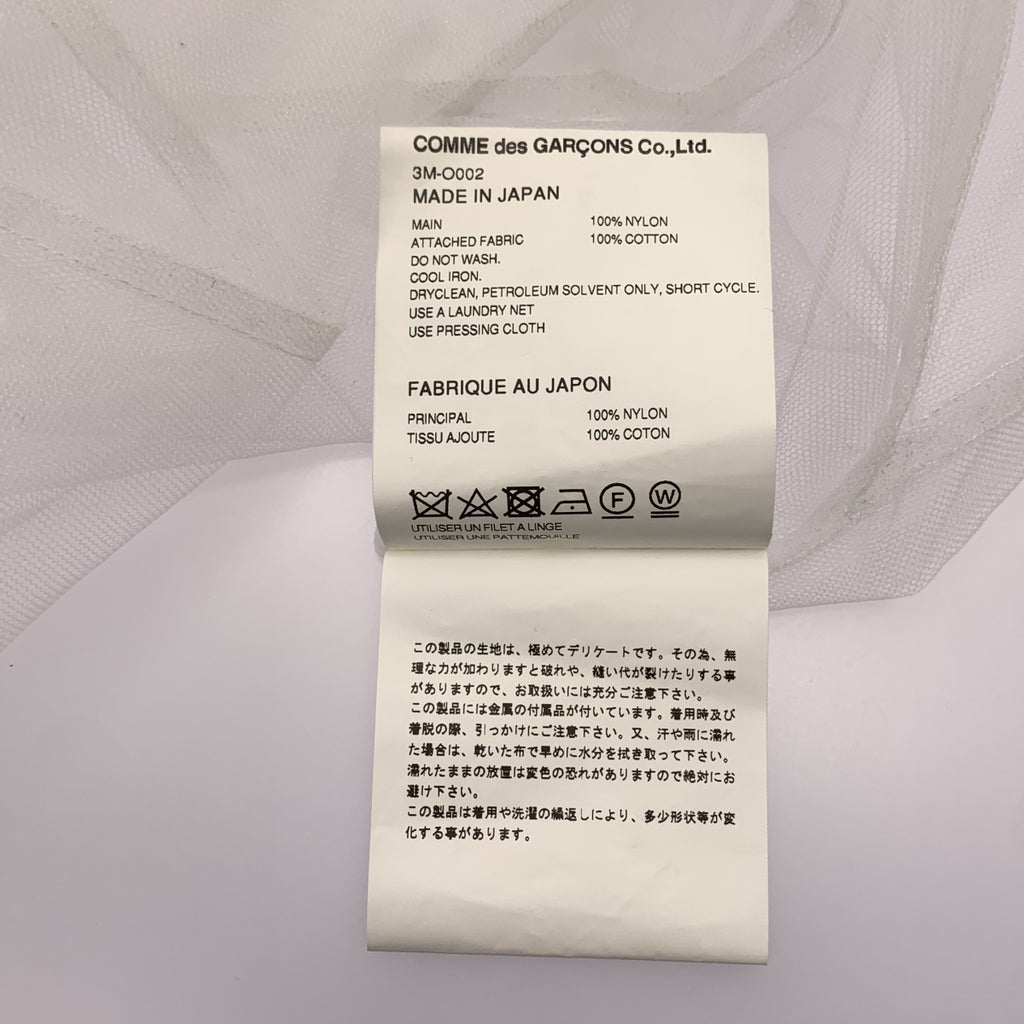 COMME des GARÇONS Co.,Ltd.
3M-O002
MADE IN JAPAN
MAIN 100% NYLON
ATTACHED FABRIC 100% COTTON
DO NOT WASH.
COOL IRON.
DRYCLEAN, PETROLEUM SOLVENT ONLY, SHORT CYCLE.
USE A LAUNDRY NET
USE PRESSING CLOTH
FABRIQUE AU JAPON
PRINCIPAL 100% NYLON
TISSU AJOUTE 100% COTON
F W
UTILISER UN FILET A LINGE
UTILISER UNE PATTEMOUILLE
この製品の生地は、極めてデリケートです。その為、無
理な力が加わりますと破れや、縫い代が裂けたりする事
がありますので、お取扱いには充分ご注意下さい。
この製品には金属の付属品が付いています。着用時及び
着脱の際、引っかけにご注意下さい。又、汗や雨に濡れ
た場合は、乾いた布で早めに水分を拭き取って下さい。
濡れたままの放置は変色の恐れがありますので絶対にお
避け下さい。
この製品は着用や洗濯の繰返しにより、多少形状等が変
化する事があります。